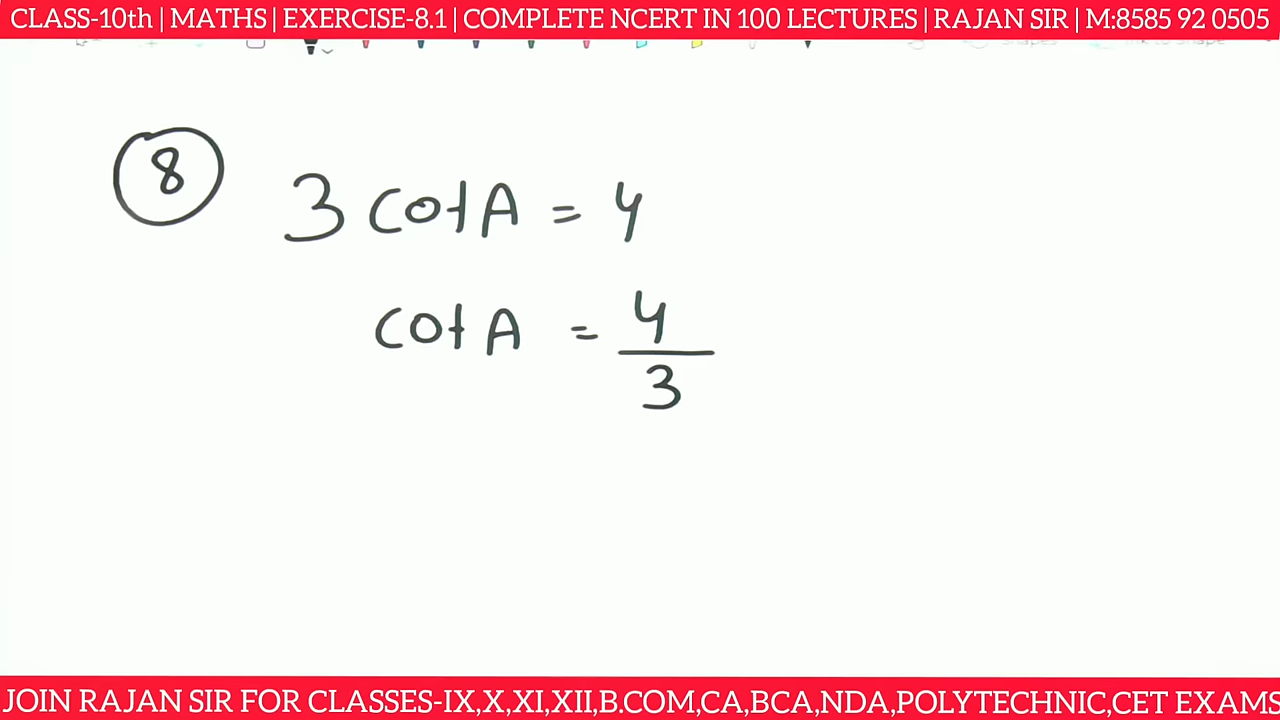 CLASS-10th | MATHS | EXERCISE-8.1 | COMPLETE NCERT IN 100 LECTURES | RAJAN SIR | M:8585 92 0505
8
3 cot A = 4
cot A = 4/3
JOIN RAJAN SIR FOR CLASSES-IX,X,XI,XII,B.COM,CA,BCA,NDA,POLYTECHNIC,CET EXAMS